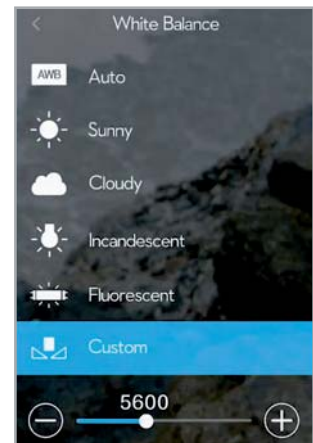 White Balance
AWB Auto
Sunny
Cloudy
Incandescent
Fluorescent
Custom
5600